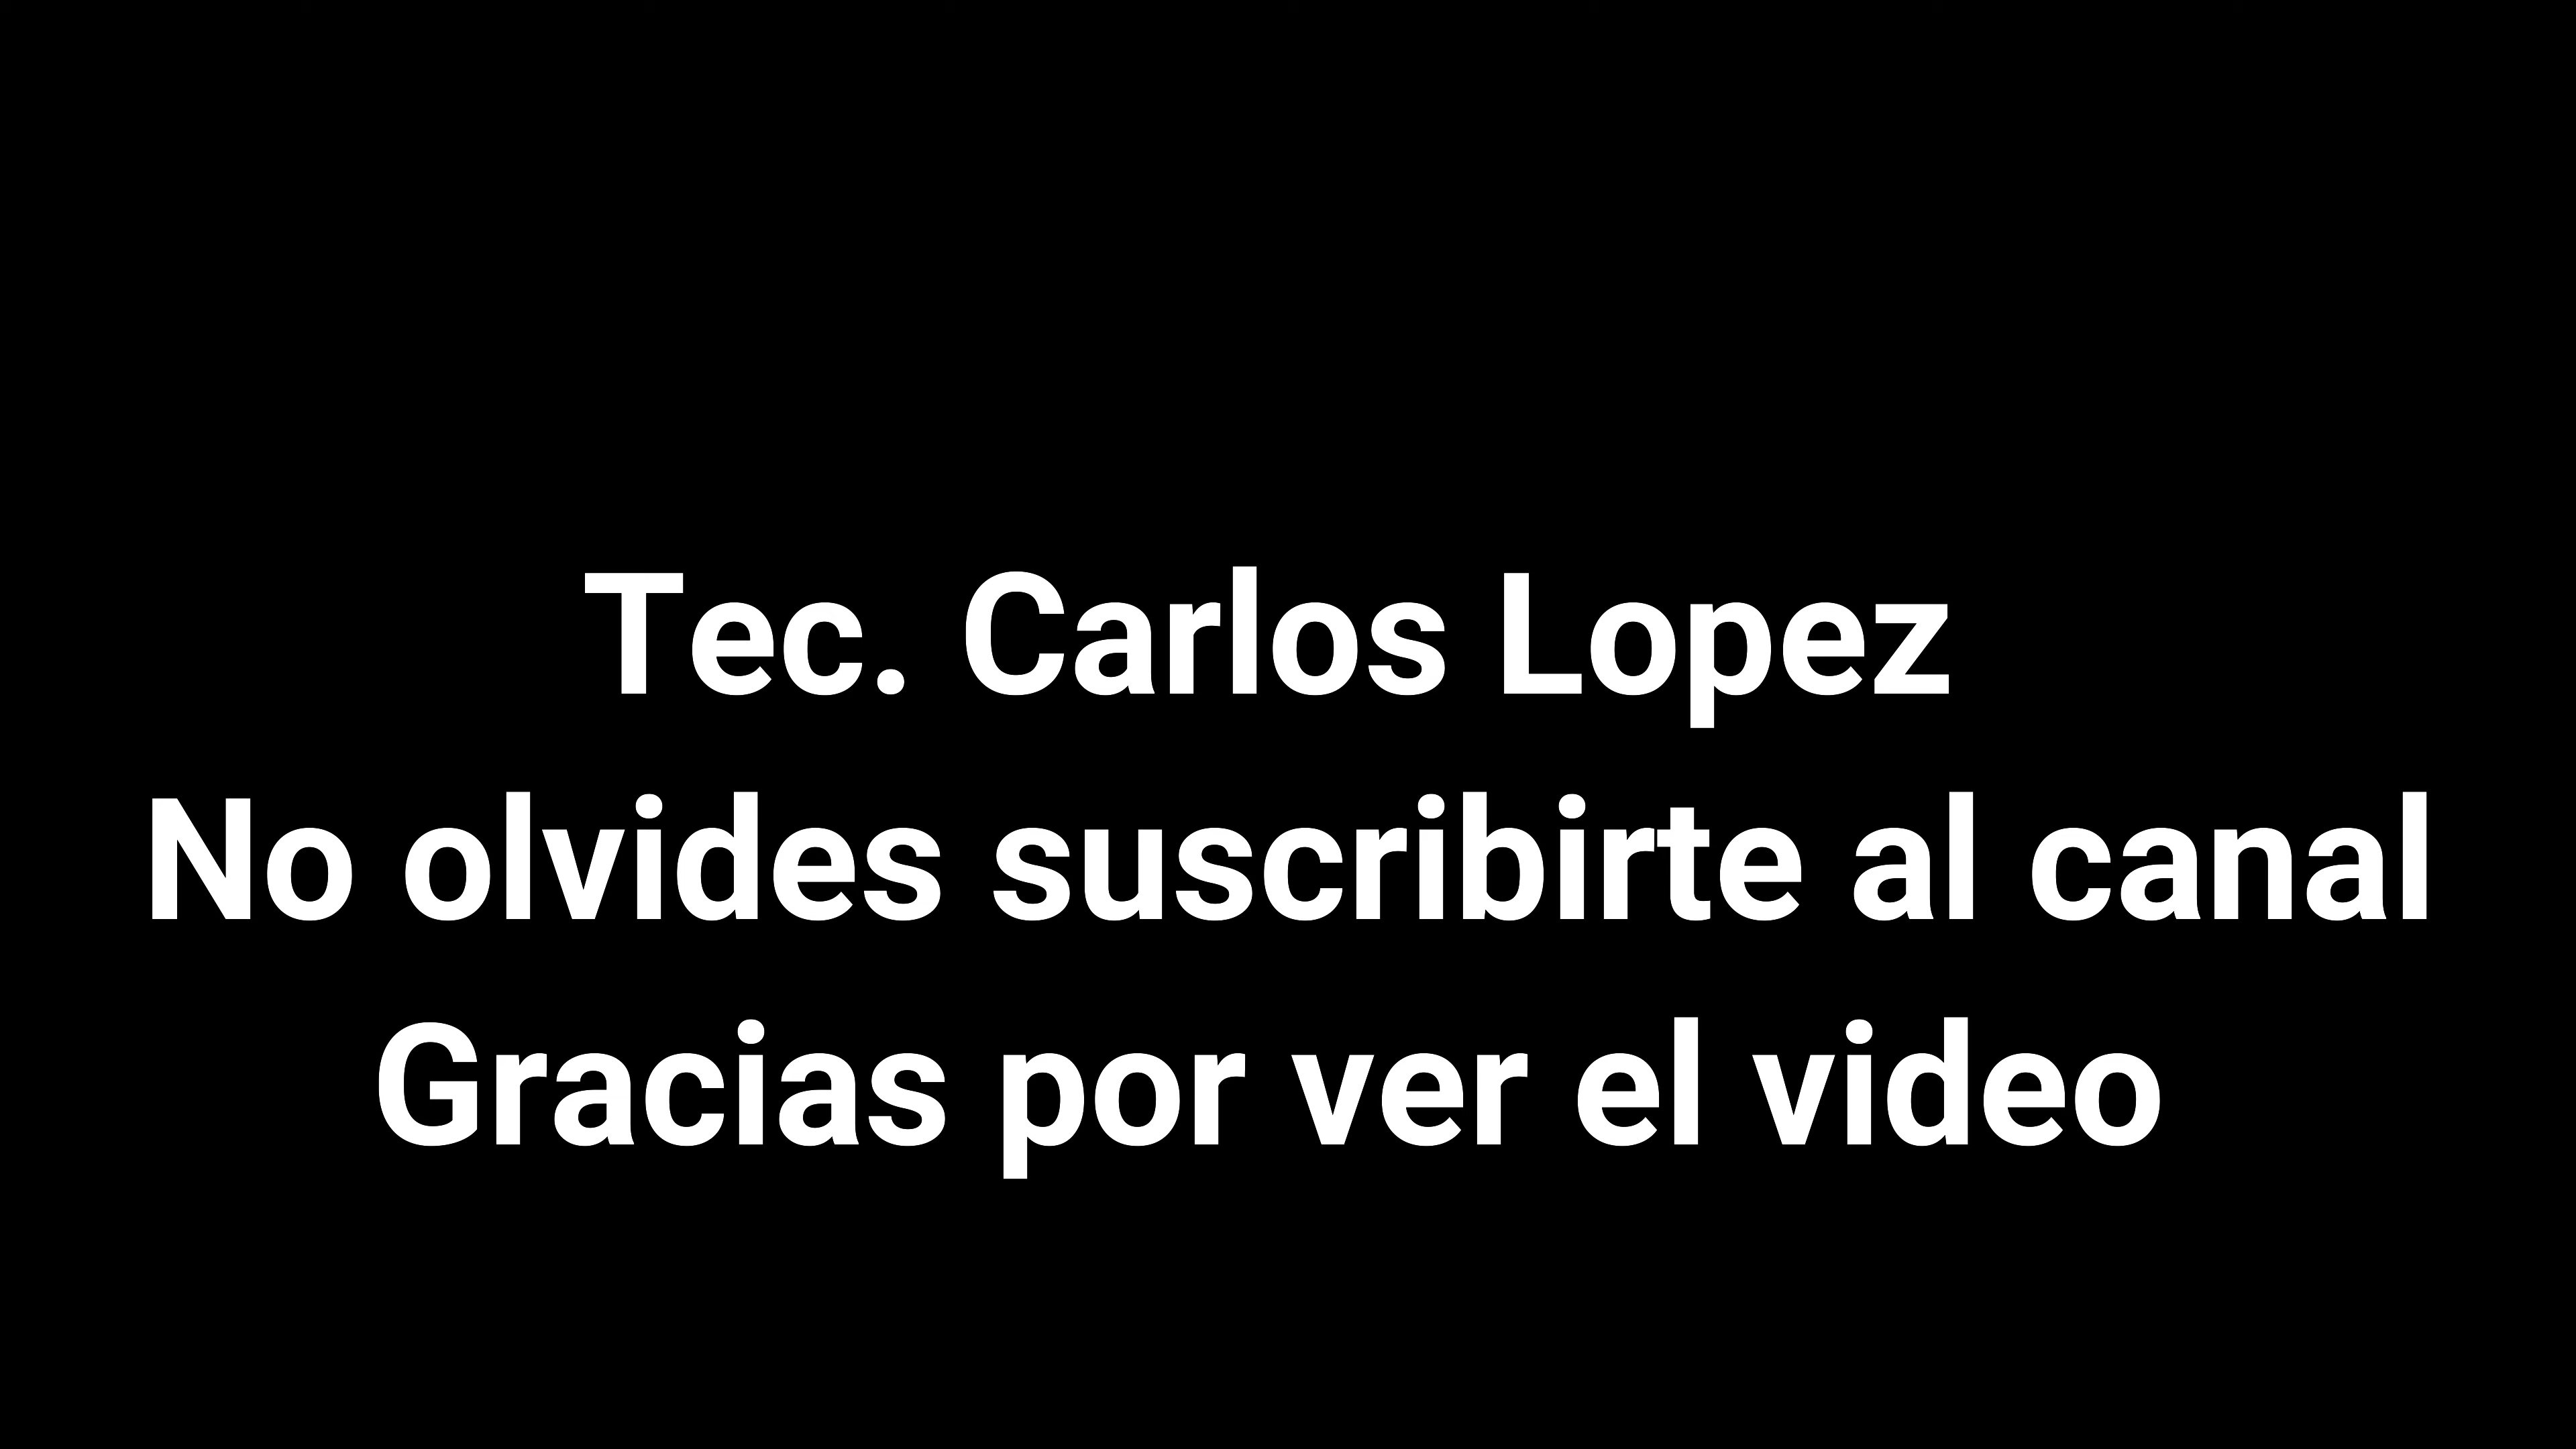 Tec. Carlos Lopez
No olvides suscribirte al canal
Gracias por ver el video